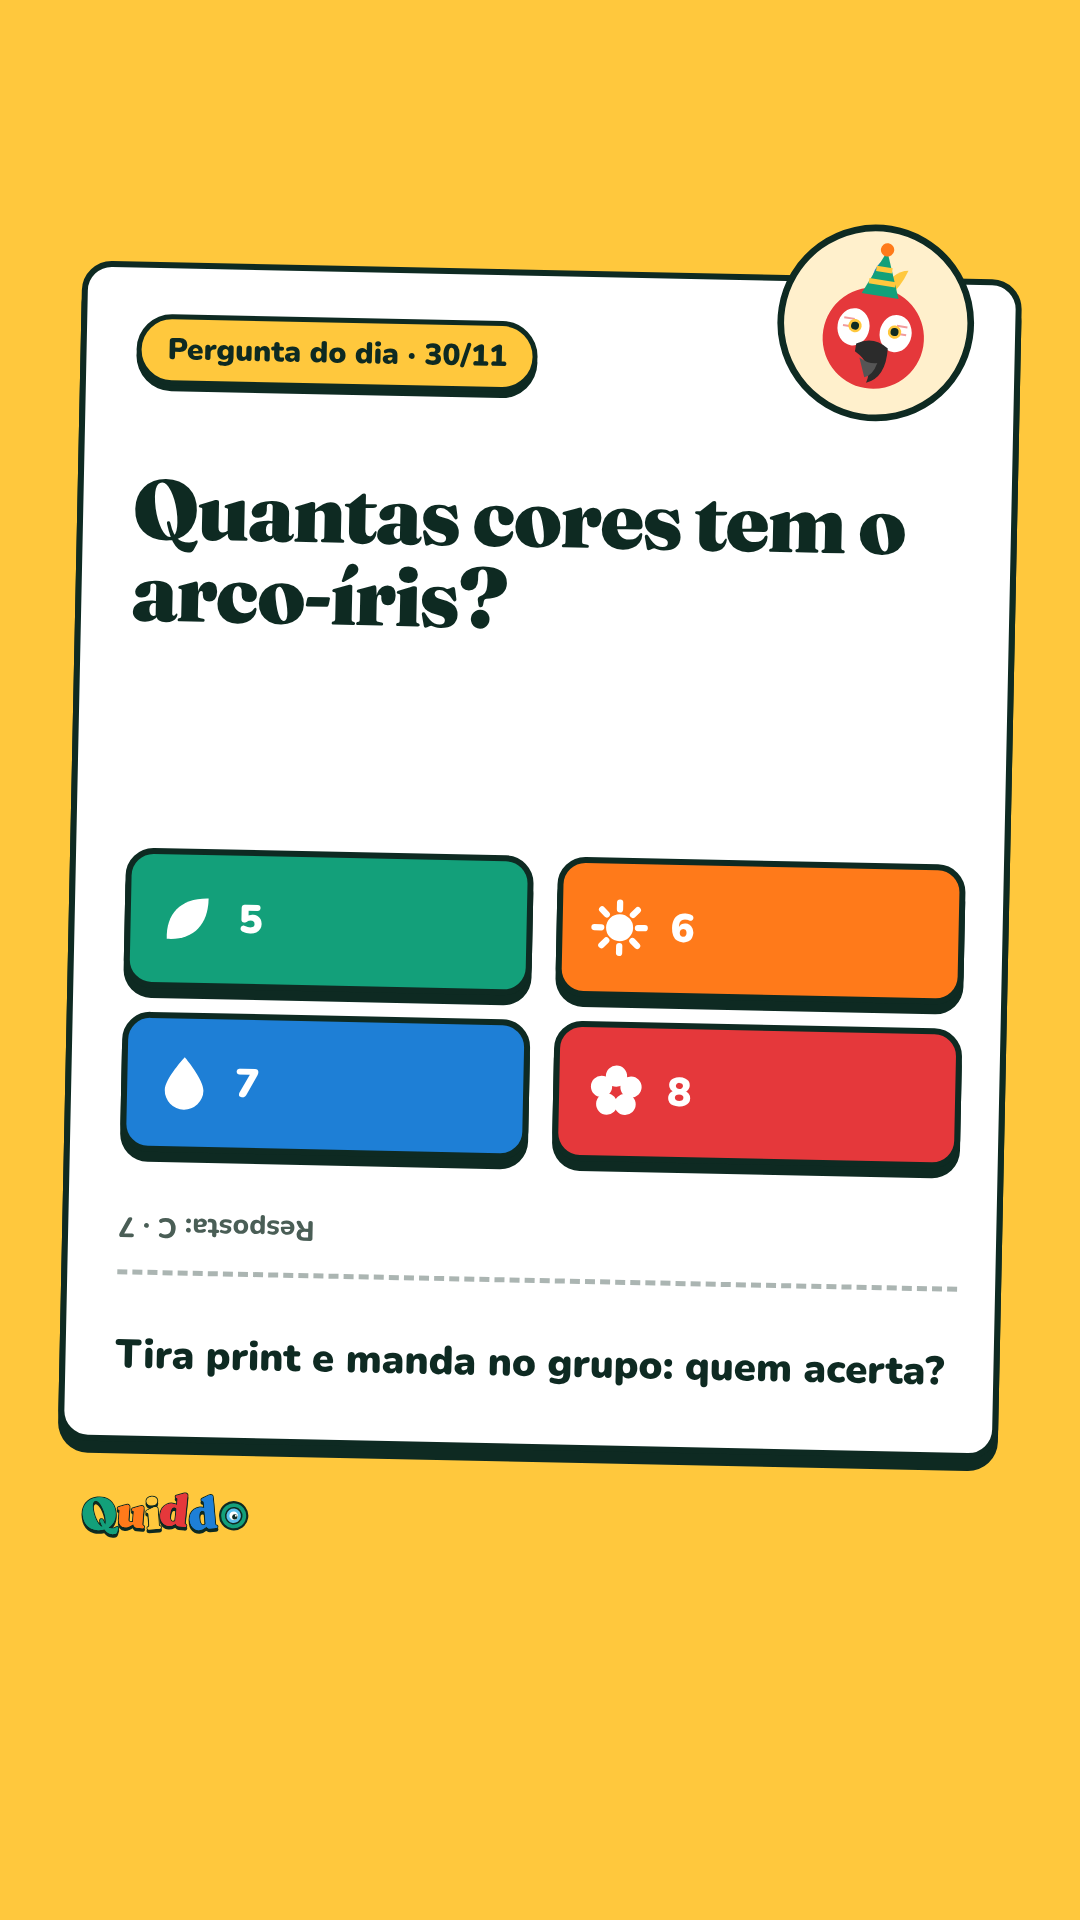 Pergunta do dia · 30/11
Quantas cores tem o
arco-íris?
5
6
7
8
Resposta: C · 7
Tira print e manda no grupo: quem acerta?
Quiddo